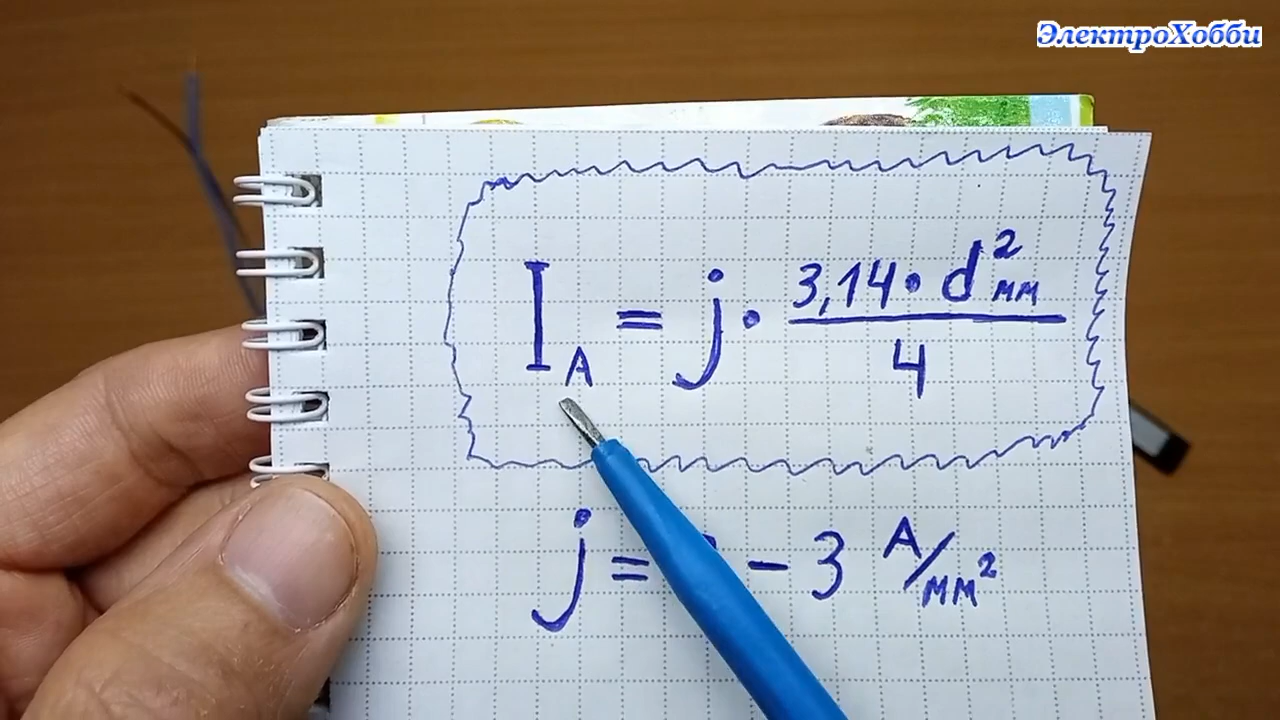 ЭлектроХобби
I_A = j · 3,14 · d²_мм / 4
j = – 3 А/мм²